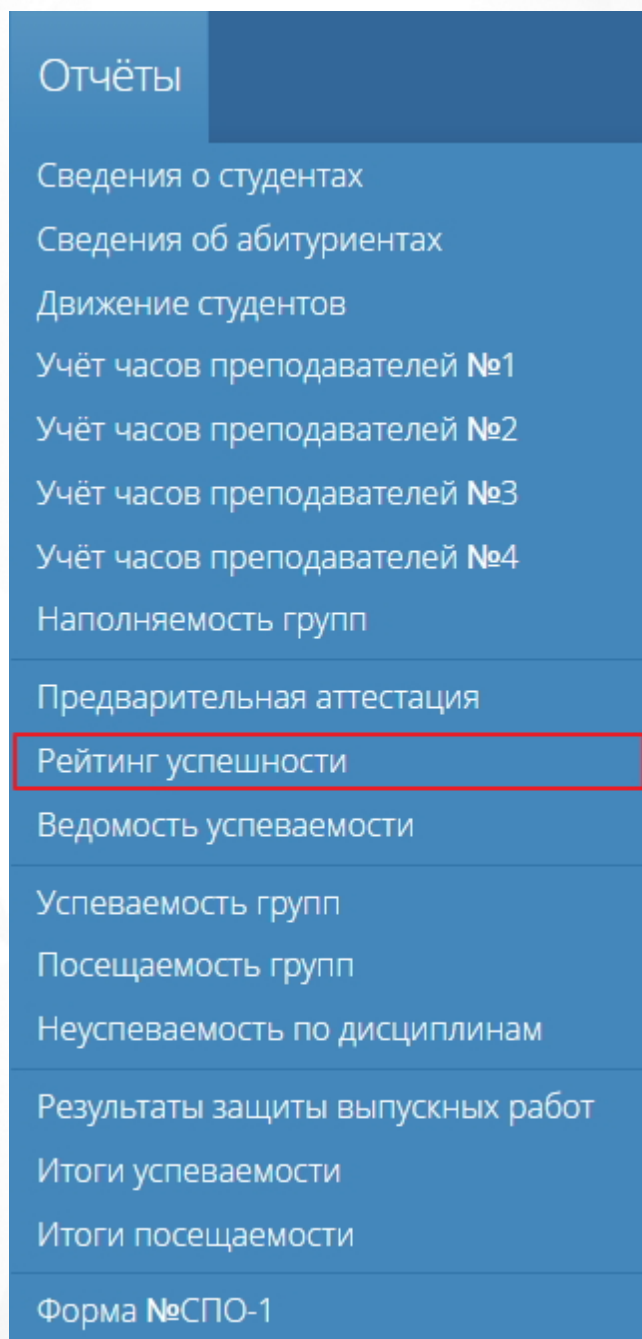 Отчёты
Сведения о студентах
Сведения об абитуриентах
Движение студентов
Учёт часов преподавателей №1
Учёт часов преподавателей №2
Учёт часов преподавателей №3
Учёт часов преподавателей №4
Наполняемость групп
Предварительная аттестация
Рейтинг успешности
Ведомость успеваемости
Успеваемость групп
Посещаемость групп
Неуспеваемость по дисциплинам
Результаты защиты выпускных работ
Итоги успеваемости
Итоги посещаемости
Форма №СПО-1